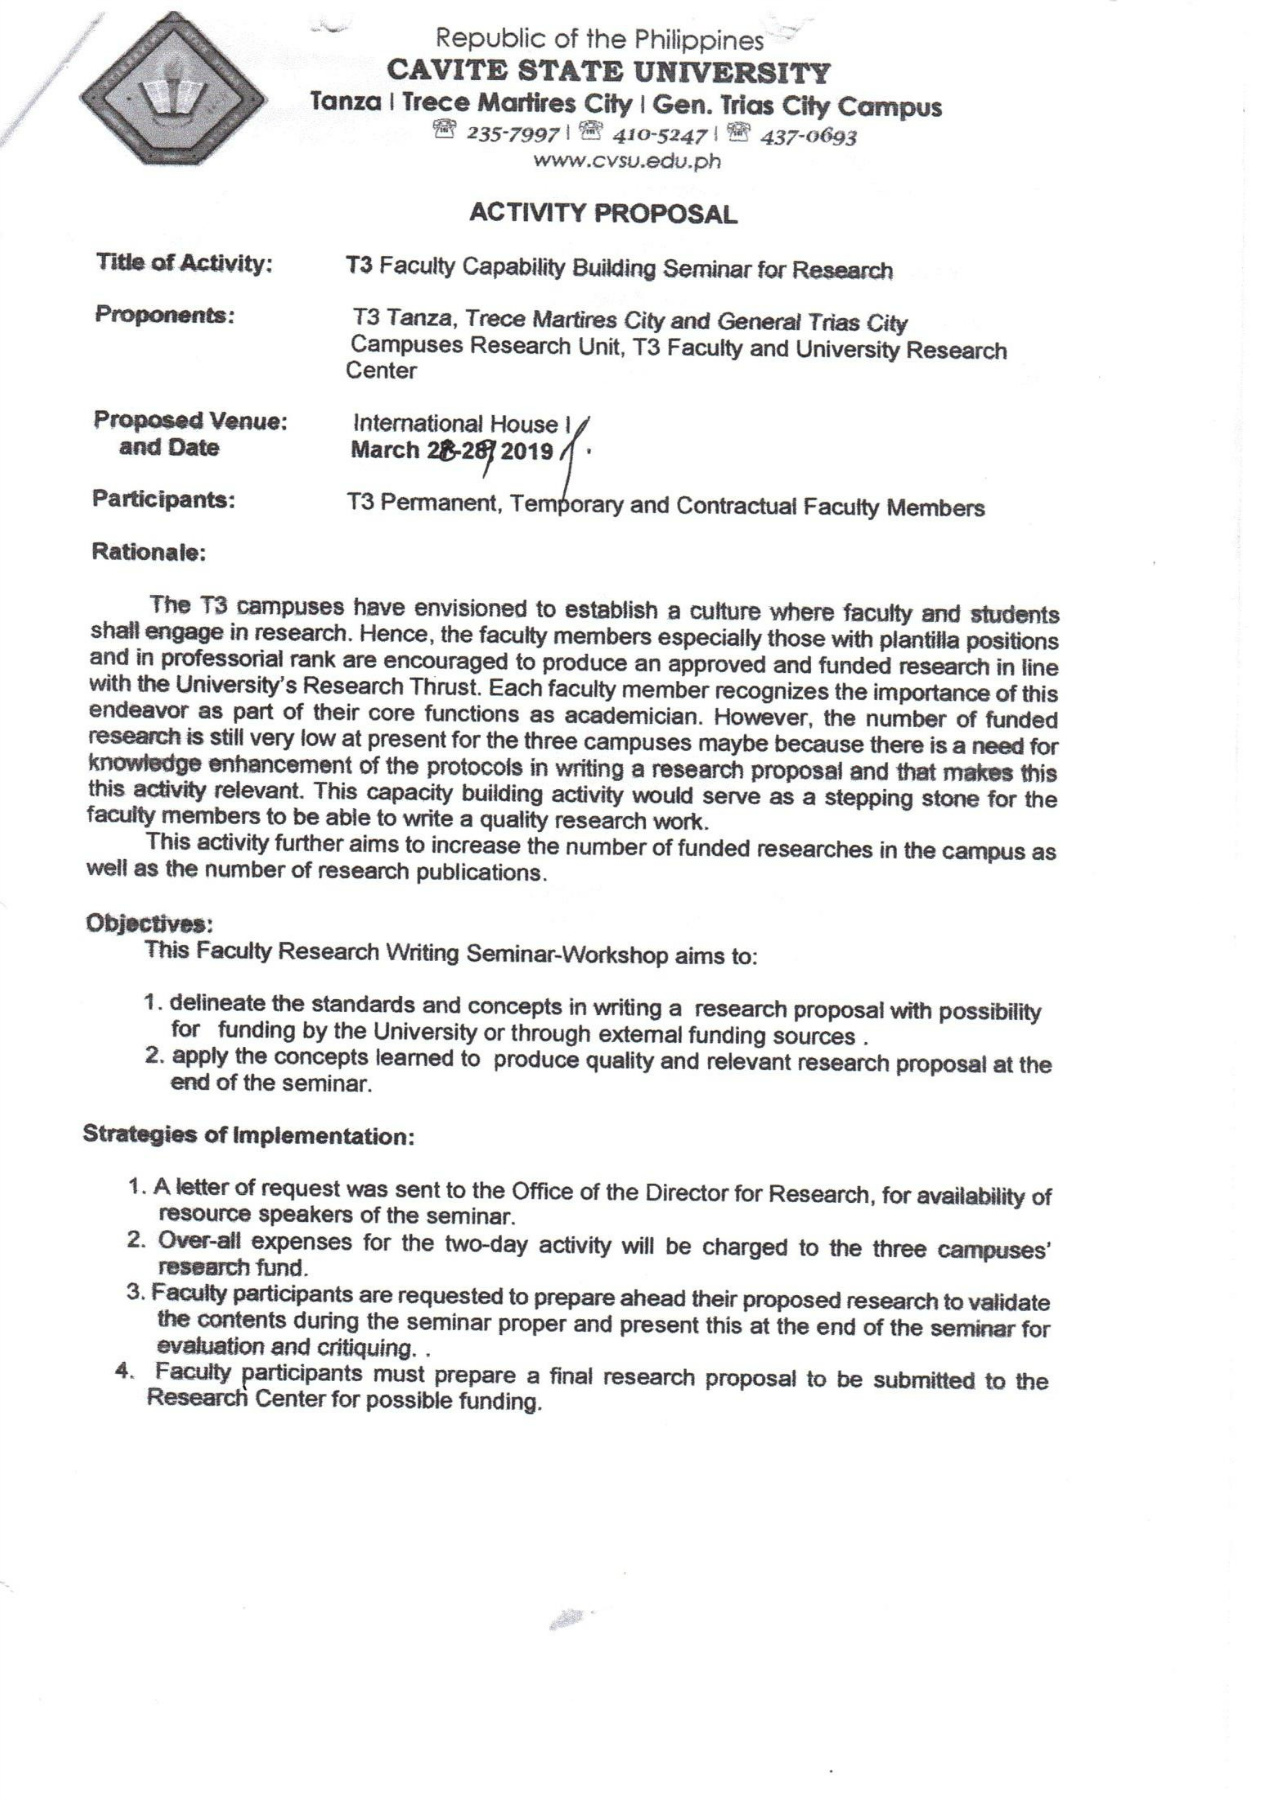 Republic of the Philippines
CAVITE STATE UNIVERSITY
Tanza | Trece Martires City | Gen. Trias City Campus
☏ 235-7997 | ☏ 410-5247 | ☏ 437-0693
www.cvsu.edu.ph
ACTIVITY PROPOSAL
Title of Activity: T3 Faculty Capability Building Seminar for Research
Proponents: T3 Tanza, Trece Martires City and General Trias City
Campuses Research Unit, T3 Faculty and University Research
Center
Proposed Venue: International House I
and Date March 2019
Participants: T3 Permanent, Temporary and Contractual Faculty Members
Rationale:
The T3 campuses have envisioned to establish a culture where faculty and students
shall engage in research. Hence, the faculty members especially those with plantilla positions
and in professorial rank are encouraged to produce an approved and funded research in line
with the University's Research Thrust. Each faculty member recognizes the importance of this
endeavor as part of their core functions as academician. However, the number of funded
research is still very low at present for the three campuses maybe because there is a need for
knowledge enhancement of the protocols in writing a research proposal and that makes this
this activity relevant. This capacity building activity would serve as a stepping stone for the
faculty members to be able to write a quality research work.
This activity further aims to increase the number of funded researches in the campus as
well as the number of research publications.
Objectives:
This Faculty Research Writing Seminar-Workshop aims to:
1. delineate the standards and concepts in writing a research proposal with possibility
for funding by the University or through external funding sources .
2. apply the concepts learned to produce quality and relevant research proposal at the
end of the seminar.
Strategies of Implementation:
1. A letter of request was sent to the Office of the Director for Research, for availability of
resource speakers of the seminar.
2. Over-all expenses for the two-day activity will be charged to the three campuses'
research fund.
3. Faculty participants are requested to prepare ahead their proposed research to validate
the contents during the seminar proper and present this at the end of the seminar for
evaluation and critiquing. .
4. Faculty participants must prepare a final research proposal to be submitted to the
Research Center for possible funding.